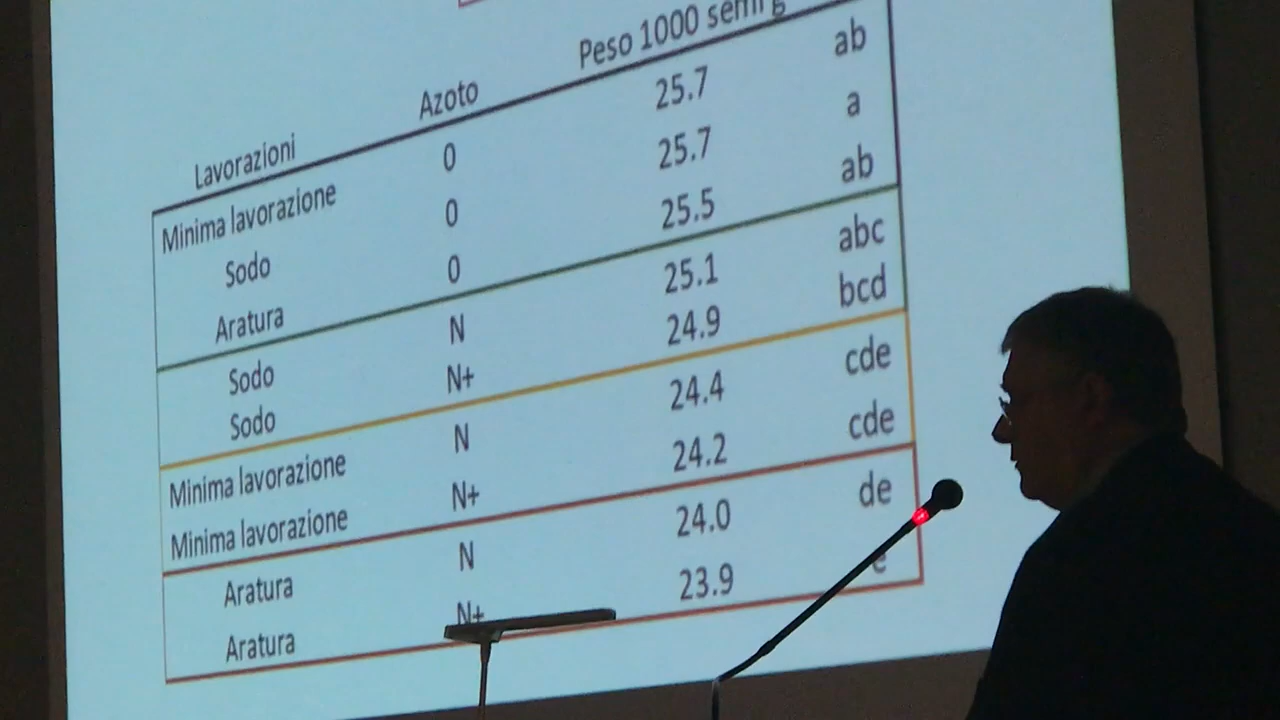 Lavorazioni Azoto Peso 1000 semi g
Minima lavorazione 0 25.7 ab
Sodo 0 25.7 a
Aratura 0 25.5 ab
Sodo N 25.1 abc
Sodo N+ 24.9 bcd
Minima lavorazione N 24.4 cde
Minima lavorazione N+ 24.2 cde
Aratura N 24.0 de
Aratura N+ 23.9 e